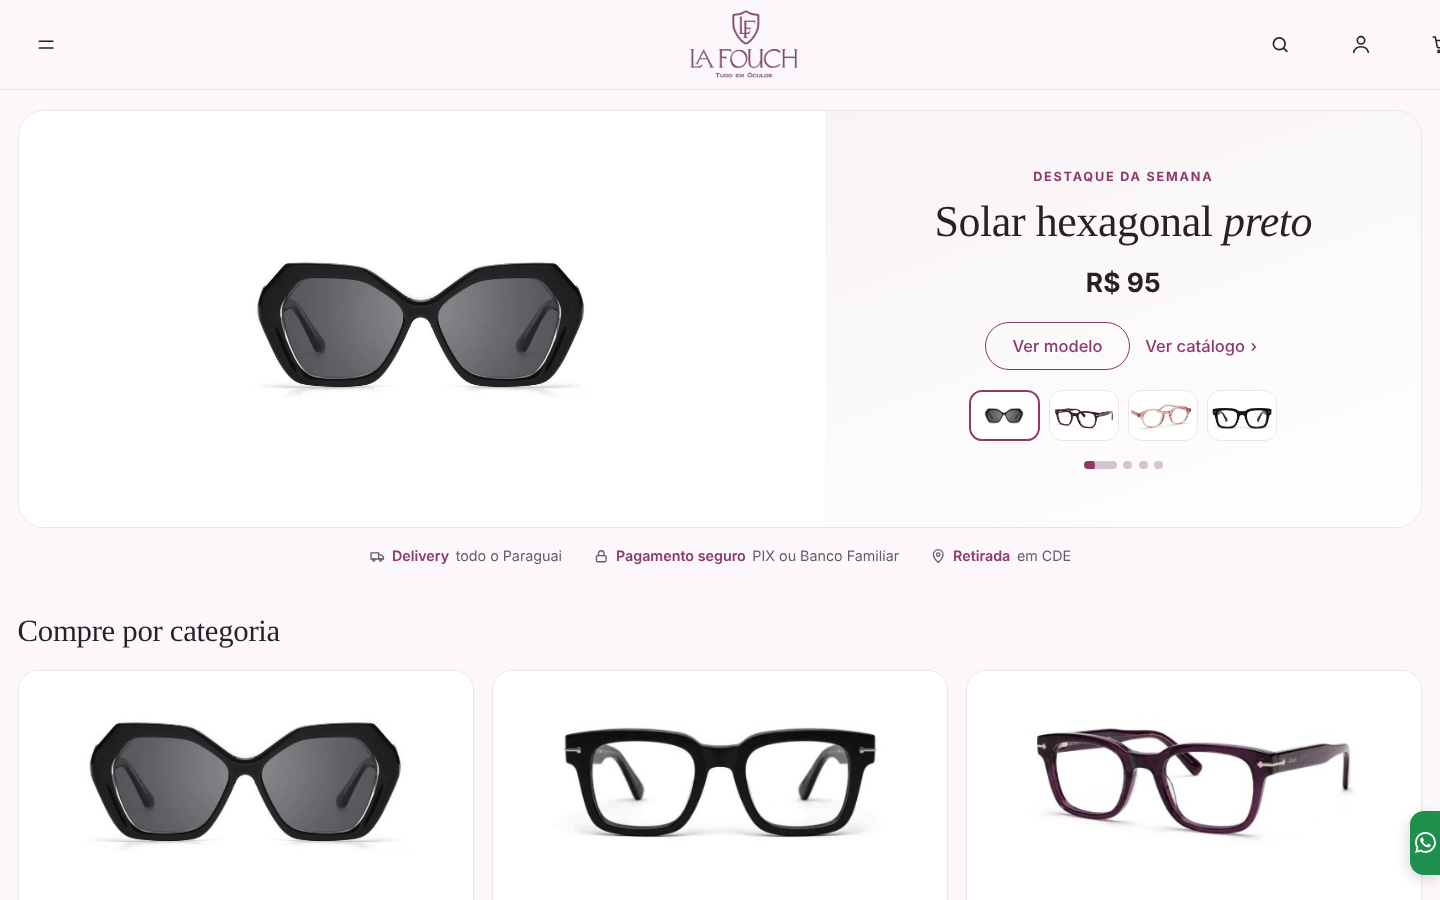 LF
LA FOUCH
Tudo em Óculos
DESTAQUE DA SEMANA
Solar hexagonal preto
R$ 95
Ver modelo
Ver catálogo ›
Delivery todo o Paraguai
Pagamento seguro PIX ou Banco Familiar
Retirada em CDE
Compre por categoria